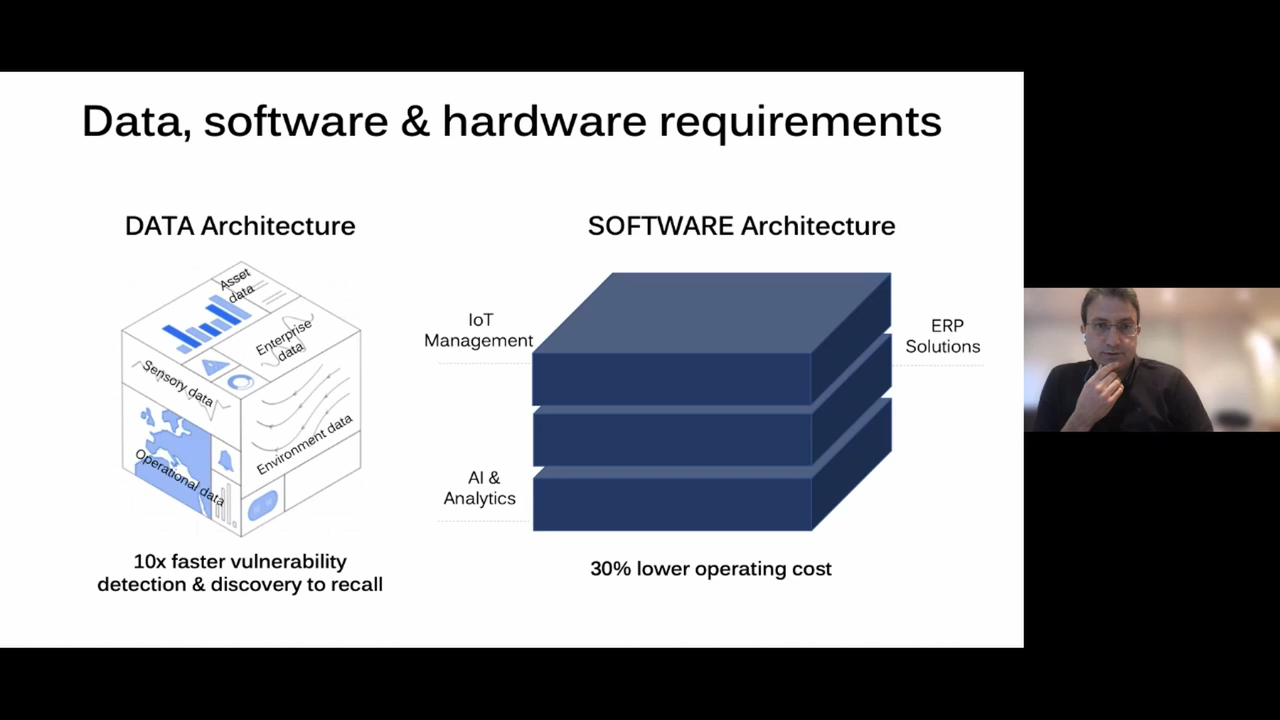 Data, software & hardware requirements
DATA Architecture
Asset
data
Enterprise
data
Sensory data
Environment data
Operational data
10x faster vulnerability
detection & discovery to recall
SOFTWARE Architecture
IoT
Management
ERP
Solutions
AI &
Analytics
30% lower operating cost